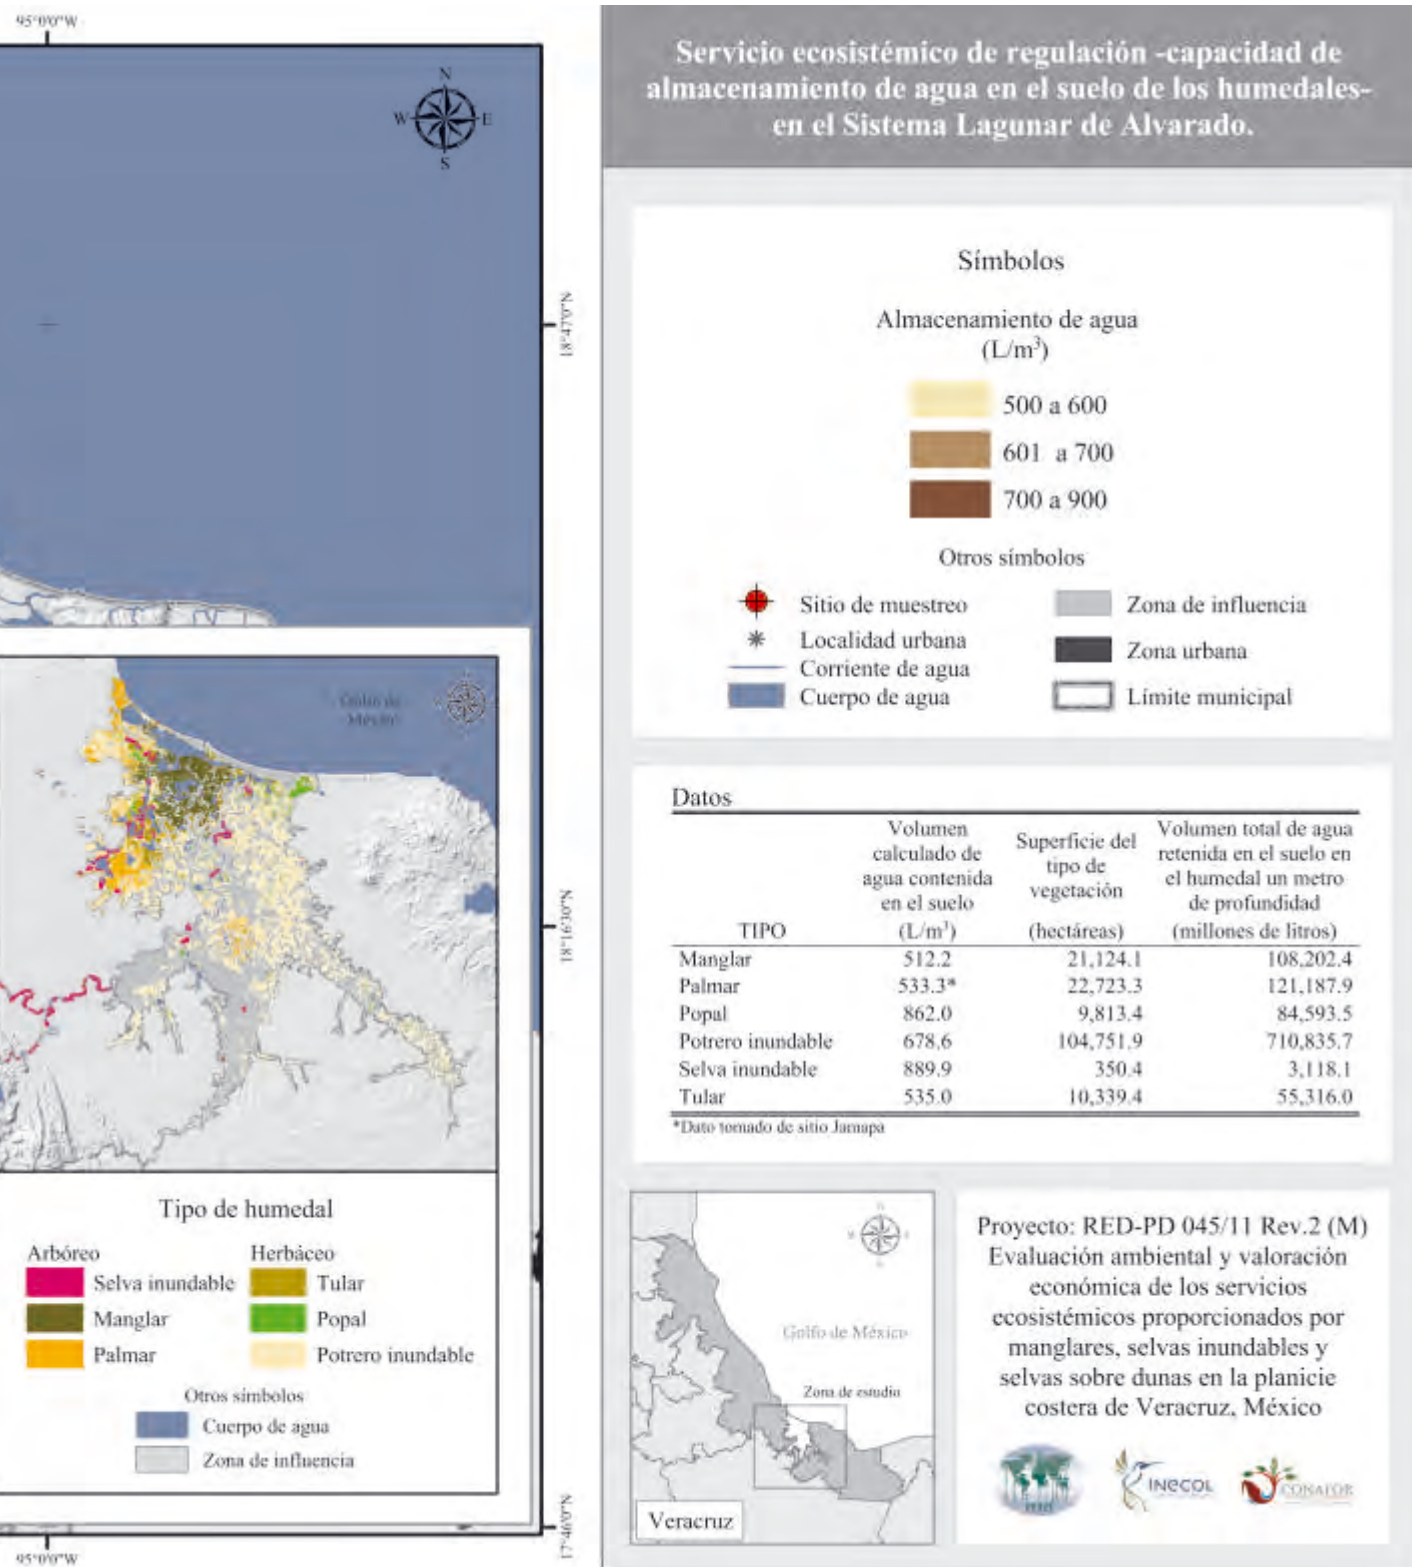 95°0'0"W
N
W
E
S
18°47'0"N
18°16'30"N
17°46'0"N
95°0'0"W
Golfo de
México
Tipo de humedal
Arbóreo
Selva inundable
Manglar
Palmar
Herbáceo
Tular
Popal
Potrero inundable
Otros símbolos
Cuerpo de agua
Zona de influencia
Servicio ecosistémico de regulación -capacidad de
almacenamiento de agua en el suelo de los humedales-
en el Sistema Lagunar de Alvarado.
Símbolos
Almacenamiento de agua
(L/m³)
500 a 600
601 a 700
700 a 900
Otros símbolos
Sitio de muestreo
Localidad urbana
Corriente de agua
Cuerpo de agua
Zona de influencia
Zona urbana
Límite municipal
Datos
TIPO
Volumen
calculado de
agua contenida
en el suelo
(L/m³)
Superficie del
tipo de
vegetación
(hectáreas)
Volumen total de agua
retenida en el suelo en
el humedal un metro
de profundidad
(millones de litros)
Manglar 512.2 21,124.1 108,202.4
Palmar 533.3* 22,723.3 121,187.9
Popal 862.0 9,813.4 84,593.5
Potrero inundable 678.6 104,751.9 710,835.7
Selva inundable 889.9 350.4 3,118.1
Tular 535.0 10,339.4 55,316.0
*Dato tomado de sitio Jamapa
Golfo de México
Zona de estudio
Veracruz
Proyecto: RED-PD 045/11 Rev.2 (M)
Evaluación ambiental y valoración
económica de los servicios
ecosistémicos proporcionados por
manglares, selvas inundables y
selvas sobre dunas en la planicie
costera de Veracruz, México
INECOL
CONAFOR